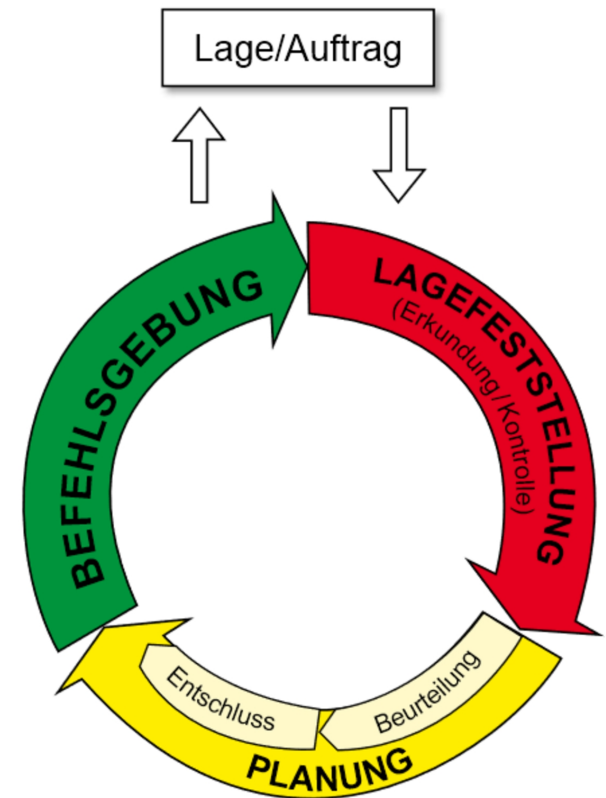 Lage/Auftrag
LAGEFESTSTELLUNG
(Erkundung/Kontrolle)
PLANUNG
Beurteilung
Entschluss
BEFEHLSGEBUNG